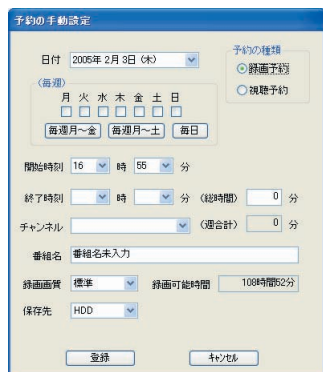 予約の手動設定
日付 2005年 2月 3日 (木)
予約の種類
録画予約
視聴予約
(毎週)
月 火 水 木 金 土 日
毎週月～金 毎週月～土 毎日
開始時刻 16 時 55 分
終了時刻 時 分 (総時間) 0 分
チャンネル (週合計) 0 分
番組名 番組名未入力
録画画質 標準 録画可能時間 108時間52分
保存先 HDD
登録 キャンセル